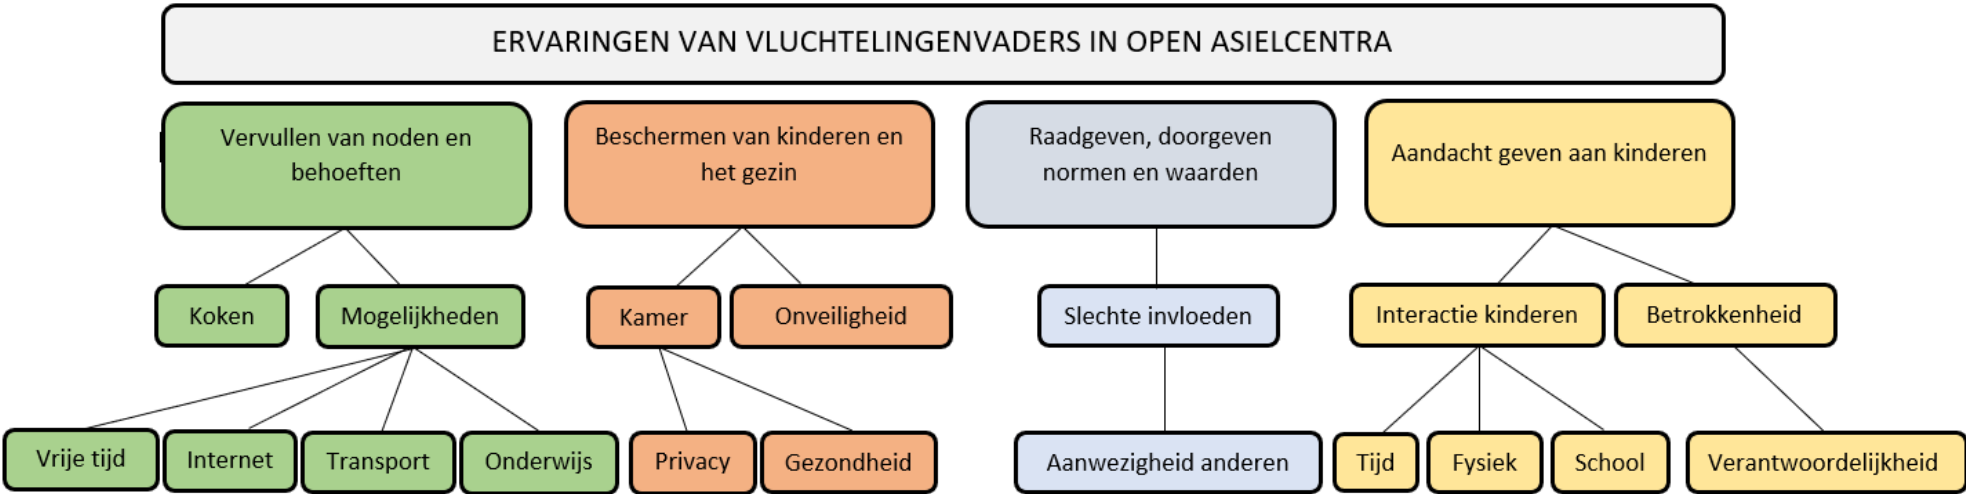 ERVARINGEN VAN VLUCHTELINGENVADERS IN OPEN ASIELCENTRA
Vervullen van noden en
behoeften
Beschermen van kinderen en
het gezin
Raadgeven, doorgeven
normen en waarden
Aandacht geven aan kinderen
Koken
Mogelijkheden
Kamer
Onveiligheid
Slechte invloeden
Interactie kinderen
Betrokkenheid
Vrije tijd
Internet
Transport
Onderwijs
Privacy
Gezondheid
Aanwezigheid anderen
Tijd
Fysiek
School
Verantwoordelijkheid